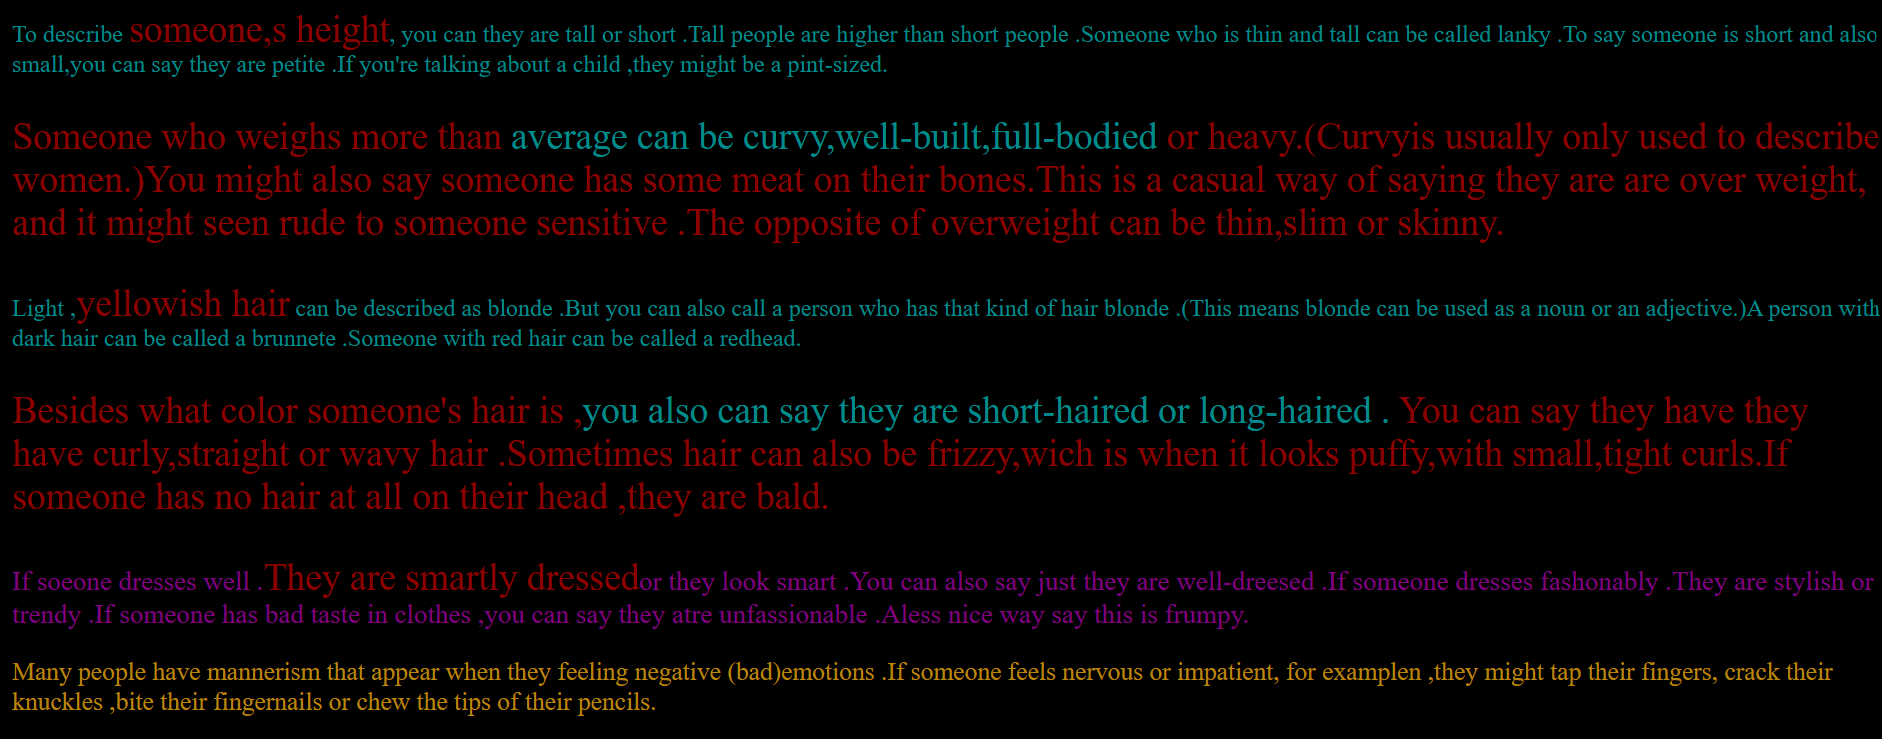 To describe someone,s height, you can they are tall or short .Tall people are higher than short people .Someone who is thin and tall can be called lanky .To say someone is short and also
small,you can say they are petite .If you're talking about a child ,they might be a pint-sized.
Someone who weighs more than average can be curvy,well-built,full-bodied or heavy.(Curvyis usually only used to describe
women.)You might also say someone has some meat on their bones.This is a casual way of saying they are are over weight,
and it might seen rude to someone sensitive .The opposite of overweight can be thin,slim or skinny.
Light ,yellowish hair can be described as blonde .But you can also call a person who has that kind of hair blonde .(This means blonde can be used as a noun or an adjective.)A person with
dark hair can be called a brunnete .Someone with red hair can be called a redhead.
Besides what color someone's hair is ,you also can say they are short-haired or long-haired . You can say they have they
have curly,straight or wavy hair .Sometimes hair can also be frizzy,wich is when it looks puffy,with small,tight curls.If
someone has no hair at all on their head ,they are bald.
If soeone dresses well .They are smartly dressedor they look smart .You can also say just they are well-dreesed .If someone dresses fashonably .They are stylish or
trendy .If someone has bad taste in clothes ,you can say they atre unfassionable .Aless nice way say this is frumpy.
Many people have mannerism that appear when they feeling negative (bad)emotions .If someone feels nervous or impatient, for examplen ,they might tap their fingers, crack their
knuckles ,bite their fingernails or chew the tips of their pencils.